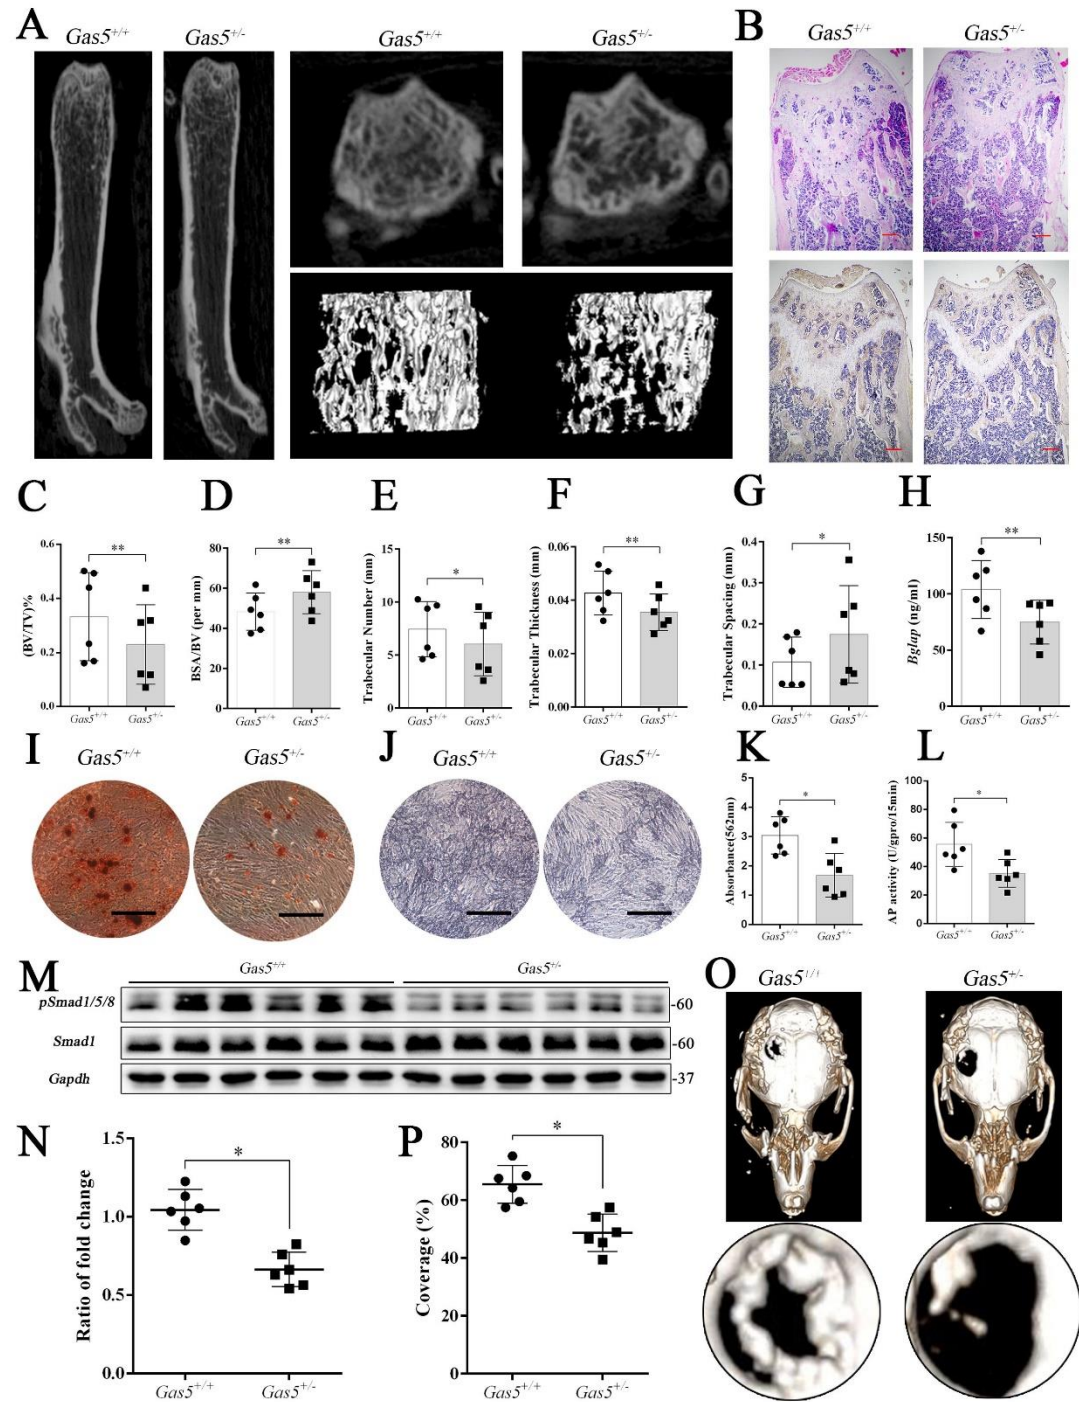 A
Gas5+/+
Gas5+/-
Gas5+/+
Gas5+/-
B
Gas5+/+
Gas5+/-
C
(BV/TV)%
0.6
0.4
0.2
0.0
**
Gas5+/+
Gas5+/-
D
BSA/BV (per mm)
80
60
40
20
0
**
Gas5+/+
Gas5+/-
E
Trabecular Number (mm)
15
10
5
0
*
Gas5+/+
Gas5+/-
F
Trabecular Thickness (mm)
0.06
0.04
0.02
0.00
**
Gas5+/+
Gas5+/-
G
Trabecular Spacing (mm)
0.4
0.3
0.2
0.1
0.0
*
Gas5+/+
Gas5+/-
H
Bglap (ng/ml)
150
100
50
0
**
Gas5+/+
Gas5+/-
I
Gas5+/+
Gas5+/-
J
Gas5+/+
Gas5+/-
K
Absorbance(562nm)
5
4
3
2
1
0
*
Gas5+/+
Gas5+/-
L
AP activity (U/gpro/15min)
100
80
60
40
20
0
*
Gas5+/+
Gas5+/-
M
Gas5+/+
Gas5+/-
pSmad1/5/8
-60
Smad1
-60
Gapdh
-37
N
Ratio of fold change
1.5
1.0
0.5
0.0
*
Gas5+/+
Gas5+/-
P
Coverage (%)
80
60
40
20
0
*
Gas5+/+
Gas5+/-
O
Gas5+/+
Gas5+/-